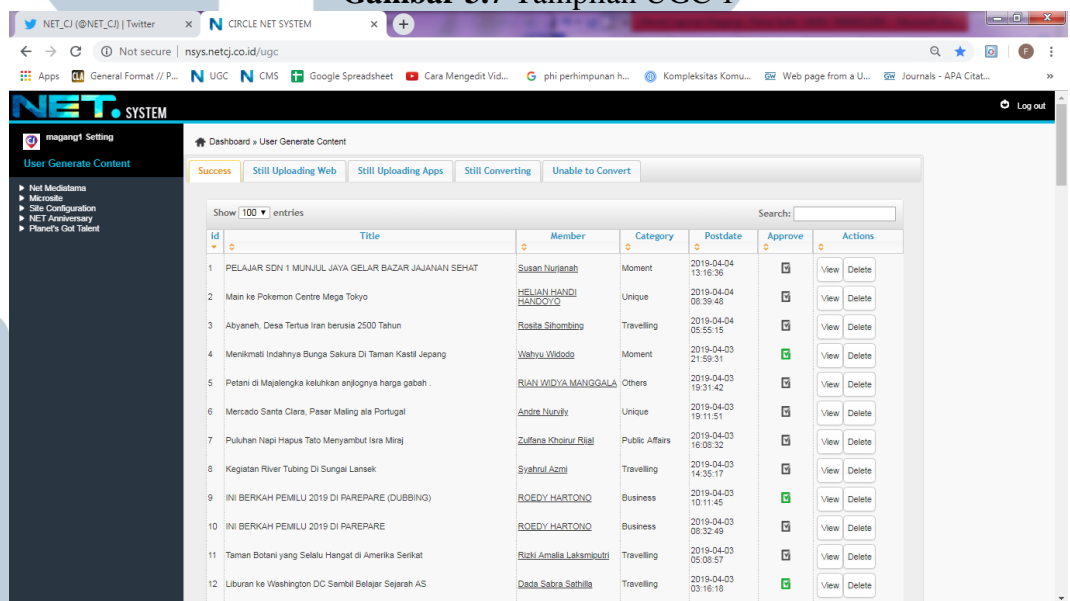 Gambar 3.7 Tampilan UGC 1
NET_CJ (@NET_CJ) | Twitter × N CIRCLE NET SYSTEM × +
Not secure | nsys.netcj.co.id/ugc F
Apps General Format // P... UGC CMS Google Spreadsheet Cara Mengedit Vid... phi perhimpunan h... Kompleksitas Komu... Web page from a U... Journals - APA Citat... »
NET. SYSTEM Log out
magang1 Setting
User Generate Content
Net Mediatama
Microsite
Site Configuration
NET Anniversary
Planet's Got Talent
Dashboard » User Generate Content
Success Still Uploading Web Still Uploading Apps Still Converting Unable to Convert
Show 100 entries Search:
id Title Member Category Postdate Approve Actions
1 PELAJAR SDN 1 MUNJUL JAYA GELAR BAZAR JAJANAN SEHAT Susan Nurjanah Moment 2019-04-04 13:16:36 View Delete
2 Main ke Pokemon Centre Mega Tokyo HELIAN HANDI HANDOYO Unique 2019-04-04 08:39:48 View Delete
3 Abyaneh, Desa Tertua Iran berusia 2500 Tahun Rosita Sihombing Travelling 2019-04-04 05:55:15 View Delete
4 Menikmati Indahnya Bunga Sakura Di Taman Kastil Jepang Wahyu Widodo Moment 2019-04-03 21:59:31 View Delete
5 Petani di Majalengka keluhkan anjlognya harga gabah . RIAN WIDYA MANGGALA Others 2019-04-03 19:31:42 View Delete
6 Mercado Santa Clara, Pasar Maling ala Portugal Andre Nurvily Unique 2019-04-03 19:11:51 View Delete
7 Puluhan Napi Hapus Tato Menyambut Isra Miraj Zulfana Khoirur Rijal Public Affairs 2019-04-03 16:08:32 View Delete
8 Kegiatan River Tubing Di Sungai Lansek Syahrul Azmi Travelling 2019-04-03 14:35:17 View Delete
9 INI BERKAH PEMILU 2019 DI PAREPARE (DUBBING) ROEDY HARTONO Business 2019-04-03 10:11:45 View Delete
10 INI BERKAH PEMILU 2019 DI PAREPARE ROEDY HARTONO Business 2019-04-03 08:32:49 View Delete
11 Taman Botani yang Selalu Hangat di Amerika Serikat Rizki Amalia Laksmiputri Travelling 2019-04-03 05:08:57 View Delete
12 Liburan ke Washington DC Sambil Belajar Sejarah AS Dada Sabra Sathilla Travelling 2019-04-03 03:16:18 View Delete